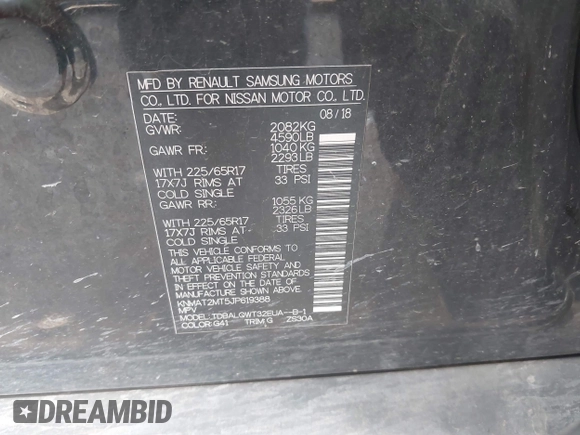 MFD BY RENAULT SAMSUNG MOTORS
CO., LTD. FOR NISSAN MOTOR CO., LTD.
DATE: 08/18
GVWR: 2082KG
4590LB
GAWR FR: 1040KG
2293LB
WITH 225/65R17 TIRES
17X7J RIMS AT 33 PSI
COLD SINGLE
GAWR RR: 1055KG
2326LB
WITH 225/65R17 TIRES
17X7J RIMS AT 33 PSI
COLD SINGLE
THIS VEHICLE CONFORMS TO
ALL APPLICABLE FEDERAL
MOTOR VEHICLE SAFETY AND
THEFT PREVENTION STANDARDS
IN EFFECT ON THE DATE OF
MANUFACTURE SHOWN ABOVE.
KNMAT2MT5JP619388
MPV
MODEL: TDBALQWT32EUA--B-1
COLOR: G41 TRIM: G ZS30A
DREAMBID